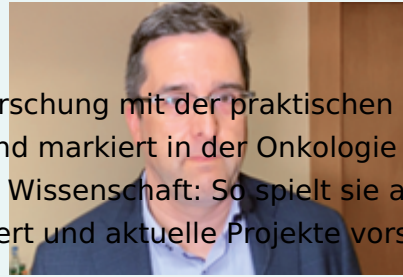 rschung mit der praktischen
nd markiert in der Onkologie
Wissenschaft: So spielt sie a
ert und aktuelle Projekte vors